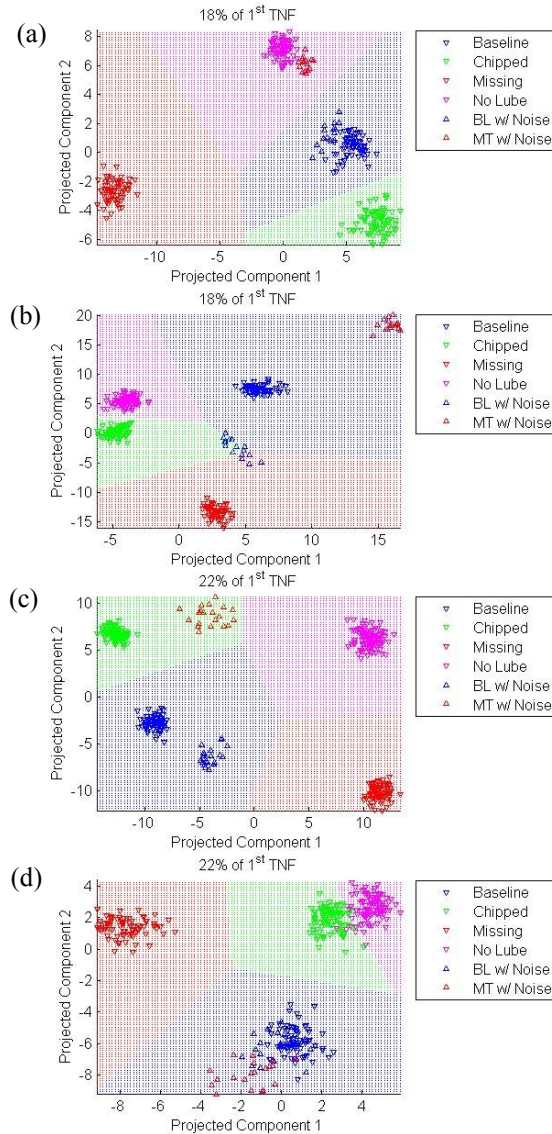 (a)
18% of 1st TNF
Projected Component 2
8
6
4
2
0
-2
-4
-6
-10
-5
0
5
Projected Component 1
Baseline
Chipped
Missing
No Lube
BL w/ Noise
MT w/ Noise
(b)
18% of 1st TNF
Projected Component 2
20
15
10
5
0
-5
-10
-15
-5
0
5
10
15
Projected Component 1
Baseline
Chipped
Missing
No Lube
BL w/ Noise
MT w/ Noise
(c)
22% of 1st TNF
Projected Component 2
10
5
0
-5
-10
-10
-5
0
5
10
Projected Component 1
Baseline
Chipped
Missing
No Lube
BL w/ Noise
MT w/ Noise
(d)
22% of 1st TNF
Projected Component 2
4
2
0
-2
-4
-6
-8
-8
-6
-4
-2
0
2
4
Projected Component 1
Baseline
Chipped
Missing
No Lube
BL w/ Noise
MT w/ Noise